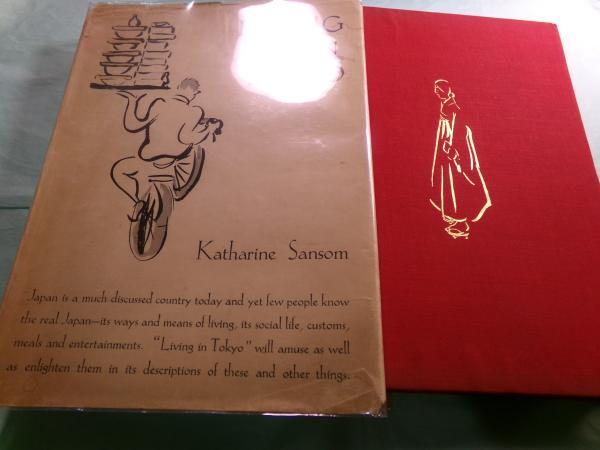 Katharine Sansom
Japan is a much discussed country today and yet few people know
the real Japan—its ways and means of living, its social life, customs,
meals and entertainments. "Living in Tokyo" will amuse as well
as enlighten them in its descriptions of these and other things.